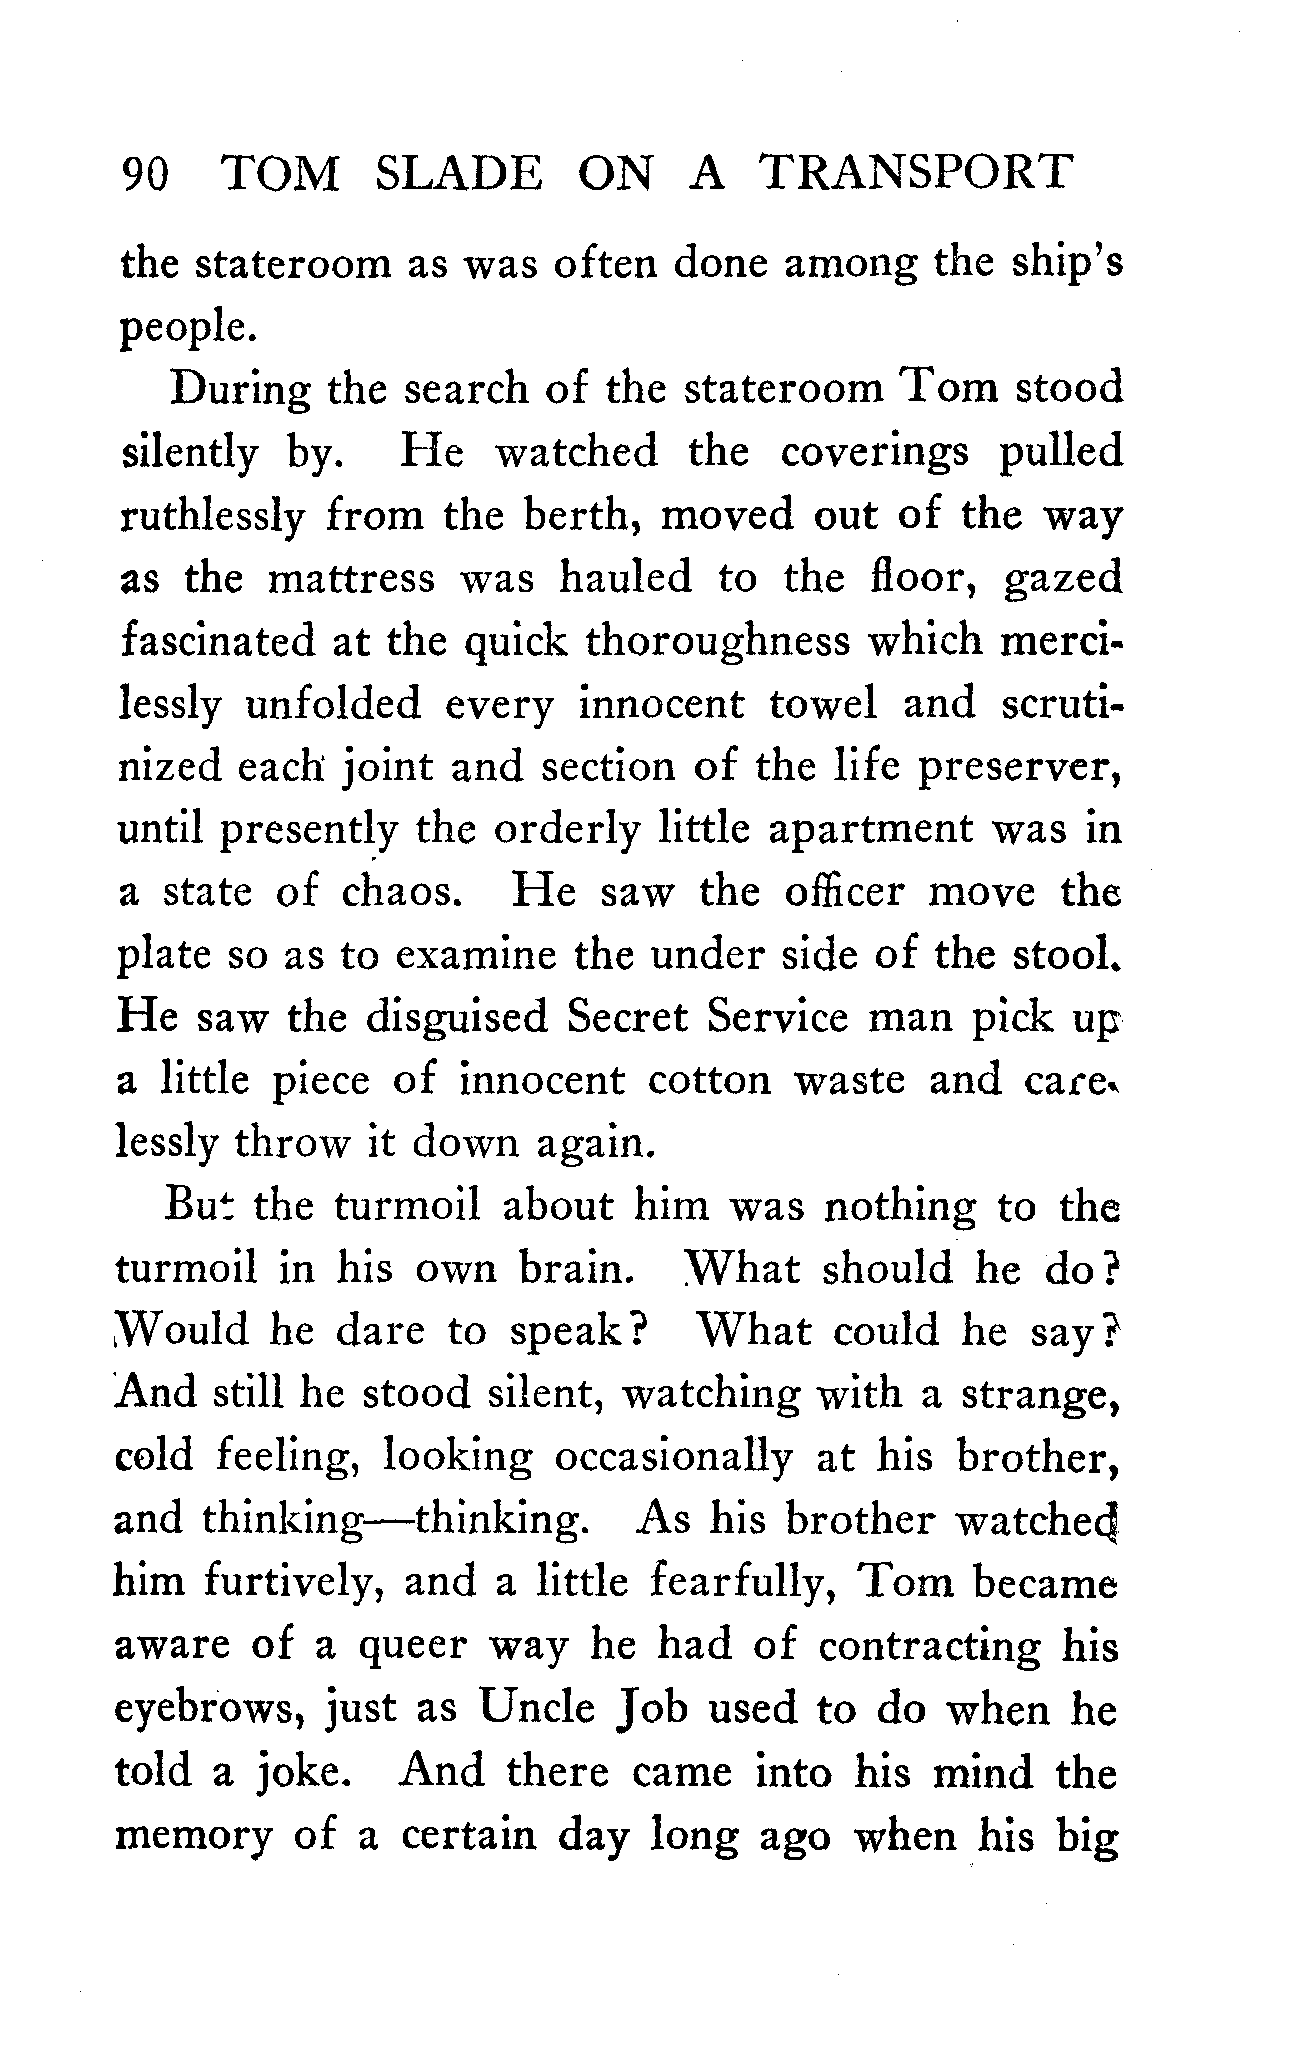 90 TOM SLADE ON A TRANSPORT
the stateroom as was often done among the ship's
people.
During the search of the stateroom Tom stood
silently by. He watched the coverings pulled
ruthlessly from the berth, moved out of the way
as the mattress was hauled to the floor, gazed
fascinated at the quick thoroughness which merci-
lessly unfolded every innocent towel and scruti-
nized each joint and section of the life preserver,
until presently the orderly little apartment was in
a state of chaos. He saw the officer move the
plate so as to examine the under side of the stool.
He saw the disguised Secret Service man pick up
a little piece of innocent cotton waste and care-
lessly throw it down again.
But the turmoil about him was nothing to the
turmoil in his own brain. What should he do?
Would he dare to speak? What could he say?
And still he stood silent, watching with a strange,
cold feeling, looking occasionally at his brother,
and thinking—thinking. As his brother watched
him furtively, and a little fearfully, Tom became
aware of a queer way he had of contracting his
eyebrows, just as Uncle Job used to do when he
told a joke. And there came into his mind the
memory of a certain day long ago when his big